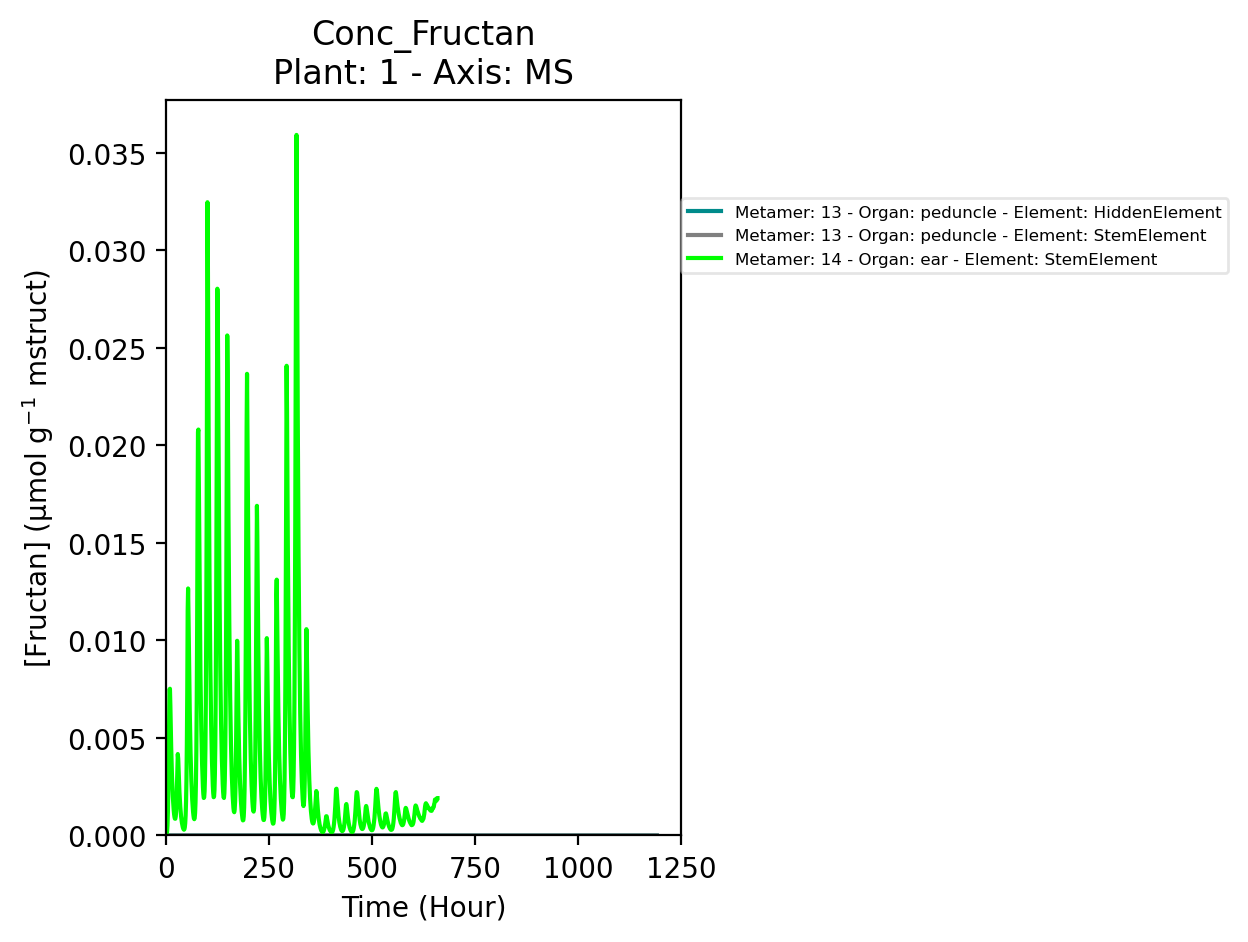 Conc_Fructan
Plant: 1 - Axis: MS
0.035
0.030
0.025
0.020
0.015
0.010
0.005
0.000
[Fructan] (µmol g⁻¹ mstruct)
0 250 500 750 1000 1250
Time (Hour)
Metamer: 13 - Organ: peduncle - Element: HiddenElement
Metamer: 13 - Organ: peduncle - Element: StemElement
Metamer: 14 - Organ: ear - Element: StemElement